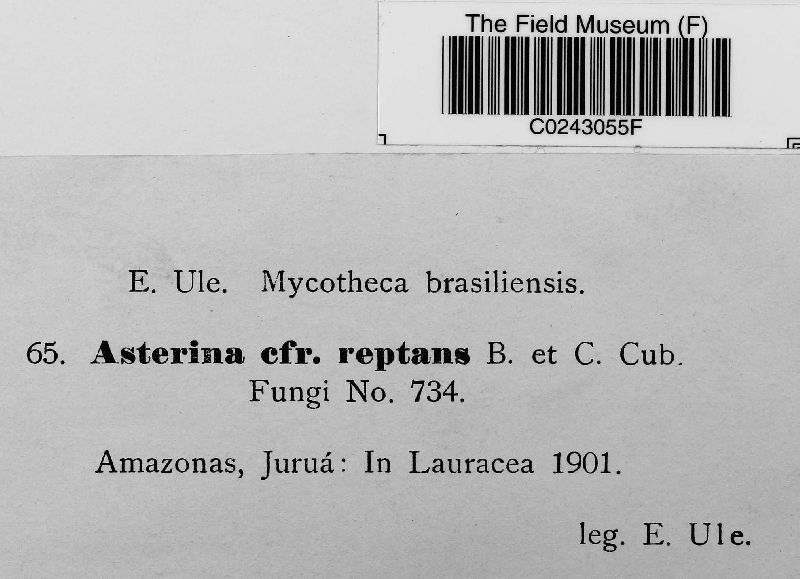 The Field Museum (F)
C0243055F
E. Ule. Mycotheca brasiliensis.
65. Asterina cfr. reptans B. et C. Cub.
Fungi No. 734.
Amazonas, Juruá: In Lauracea 1901.
leg. E. Ule.